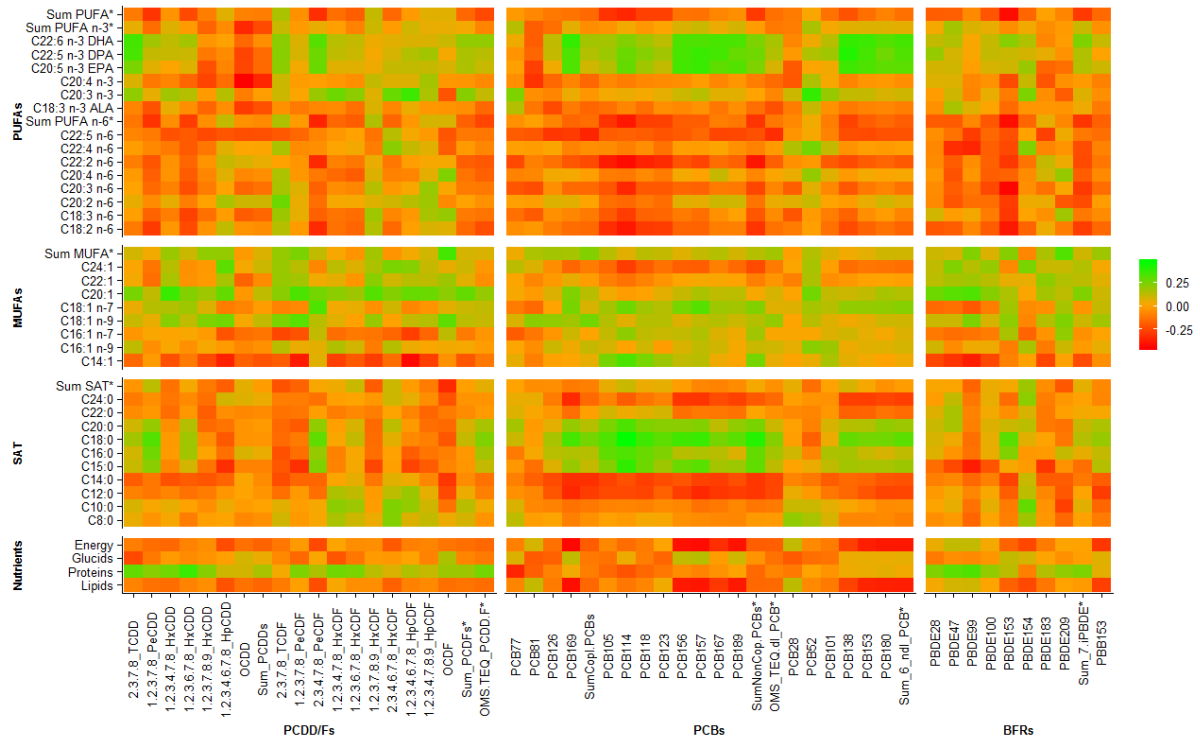 Sum PUFA*
Sum PUFA n-3*
C22:6 n-3 DHA
C22:5 n-3 DPA
C20:5 n-3 EPA
C20:4 n-3
C20:3 n-3
C18:3 n-3 ALA
Sum PUFA n-6*
C22:5 n-6
C22:4 n-6
C22:2 n-6
C20:4 n-6
C20:3 n-6
C20:2 n-6
C18:3 n-6
C18:2 n-6
PUFAs
Sum MUFA*
C24:1
C22:1
C20:1
C18:1 n-7
C18:1 n-9
C16:1 n-7
C16:1 n-9
C14:1
MUFAs
Sum SAT*
C24:0
C22:0
C20:0
C18:0
C16:0
C15:0
C14:0
C12:0
C10:0
C8:0
SAT
Energy
Glucids
Proteins
Lipids
Nutrients
0.25
0.00
-0.25
2.3.7.8_TCDD
1.2.3.7.8_PeCDD
1.2.3.4.7.8_HxCDD
1.2.3.6.7.8_HxCDD
1.2.3.7.8.9_HxCDD
1.2.3.4.6.7.8_HpCDD
OCDD
Sum_PCDDs
2.3.7.8_TCDF
1.2.3.7.8_PeCDF
2.3.4.7.8_PeCDF
1.2.3.4.7.8_HxCDF
1.2.3.6.7.8_HxCDF
1.2.3.7.8.9_HxCDF
2.3.4.6.7.8_HxCDF
1.2.3.4.6.7.8_HpCDF
1.2.3.4.7.8.9_HpCDF
OCDF
Sum_PCDFs*
OMS.TEQ_PCDD.F*
PCDD/Fs
PCB77
PCB81
PCB126
PCB169
SumCopl.PCBs
PCB105
PCB114
PCB118
PCB123
PCB156
PCB157
PCB167
PCB189
SumNonCop.PCBs*
OMS_TEQ.dl_PCB*
PCB28
PCB52
PCB101
PCB138
PCB153
PCB180
Sum_6_ndl_PCB*
PCBs
PBDE28
PBDE47
PBDE99
PBDE100
PBDE153
PBDE154
PBDE183
PBDE209
Sum_7.iPBDE*
PBB153
BFRs